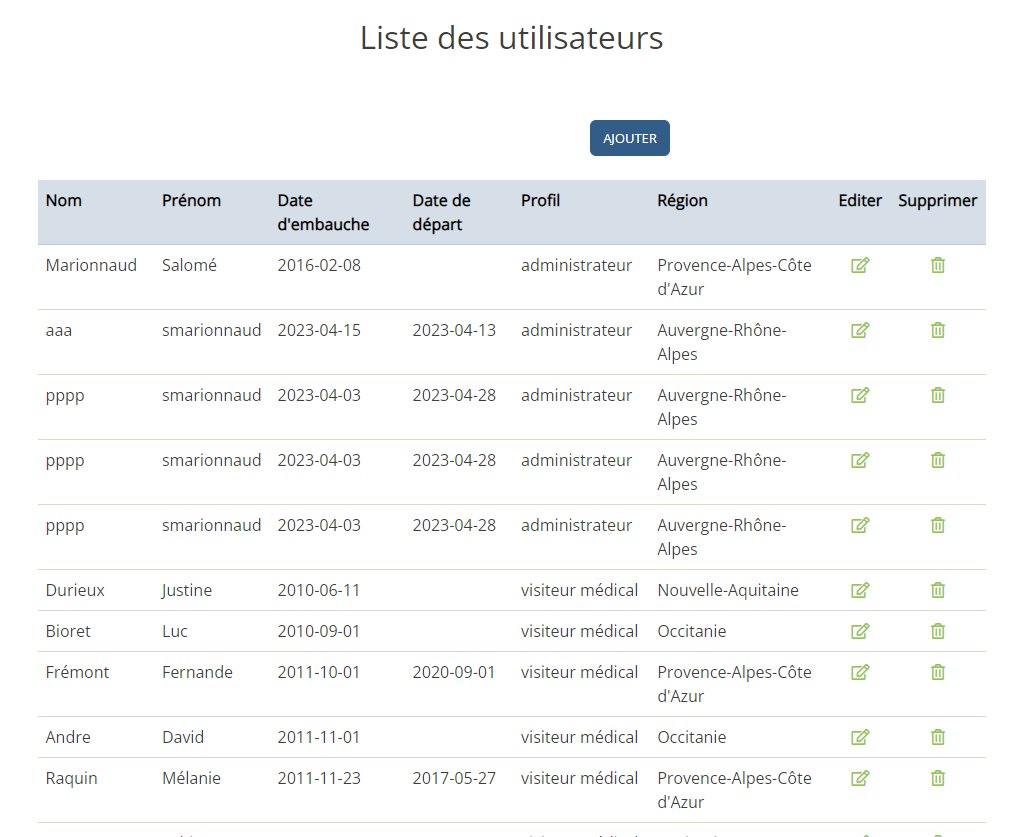 Liste des utilisateurs
AJOUTER
Nom Prénom Date d'embauche Date de départ Profil Région Editer Supprimer
Marionnaud Salomé 2016-02-08 administrateur Provence-Alpes-Côte d'Azur
aaa smarionnaud 2023-04-15 2023-04-13 administrateur Auvergne-Rhône-Alpes
pppp smarionnaud 2023-04-03 2023-04-28 administrateur Auvergne-Rhône-Alpes
pppp smarionnaud 2023-04-03 2023-04-28 administrateur Auvergne-Rhône-Alpes
pppp smarionnaud 2023-04-03 2023-04-28 administrateur Auvergne-Rhône-Alpes
Durieux Justine 2010-06-11 visiteur médical Nouvelle-Aquitaine
Bioret Luc 2010-09-01 visiteur médical Occitanie
Frémont Fernande 2011-10-01 2020-09-01 visiteur médical Provence-Alpes-Côte d'Azur
Andre David 2011-11-01 visiteur médical Occitanie
Raquin Mélanie 2011-11-23 2017-05-27 visiteur médical Provence-Alpes-Côte d'Azur